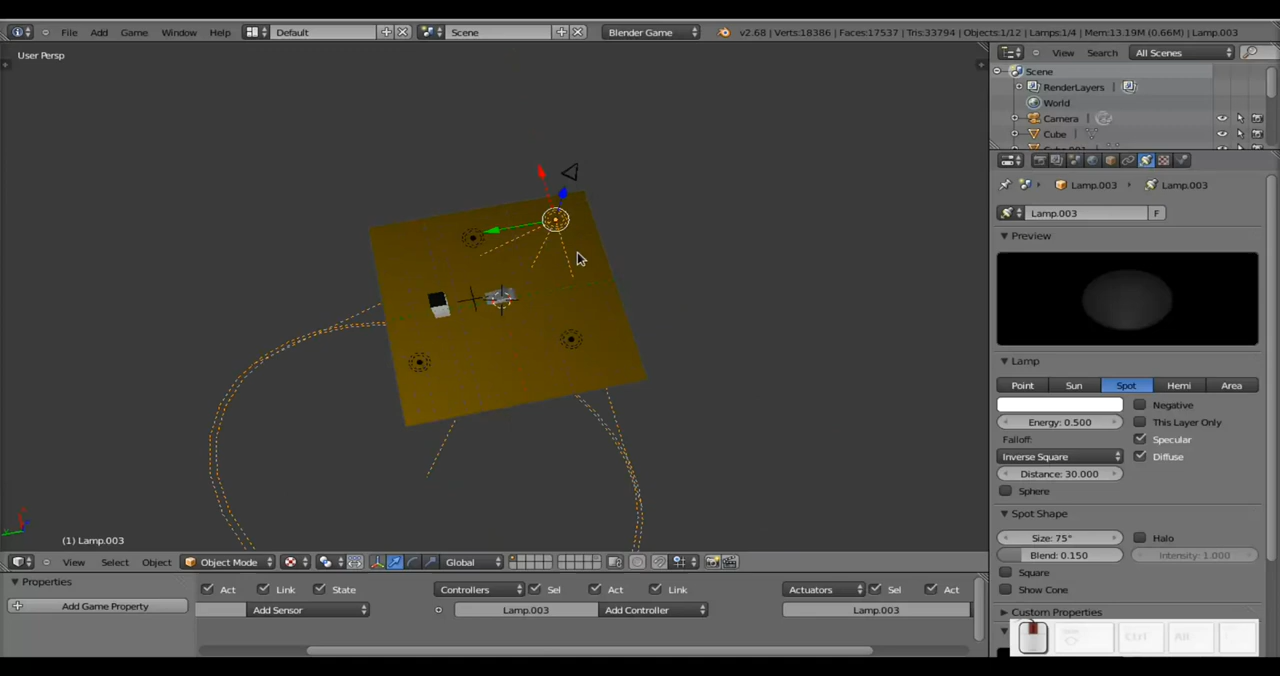 File Add Game Window Help Default Scene Blender Game v2.68 | Verts:18386 | Faces:17537 | Tris:33794 | Objects:1/12 | Lamps:1/4 | Mem:13.19M (0.66M) | Lamp.003
User Persp
View Search All Scenes
Scene
RenderLayers
World
Camera
Cube
Lamp.003 Lamp.003
Lamp.003 F
Preview
Lamp
Point Sun Spot Hemi Area
Negative
Energy: 0.500 This Layer Only
Falloff: Specular
Inverse Square Diffuse
Distance: 30.000
Sphere
Spot Shape
Size: 75° Halo
Blend: 0.150 Intensity: 1.000
Square
Show Cone
Custom Properties
(1) Lamp.003
View Select Object Object Mode Global
Properties Act Link State Controllers Sel Act Link Actuators Sel Act
Add Game Property Add Sensor Lamp.003 Add Controller Lamp.003
Ctrl Alt